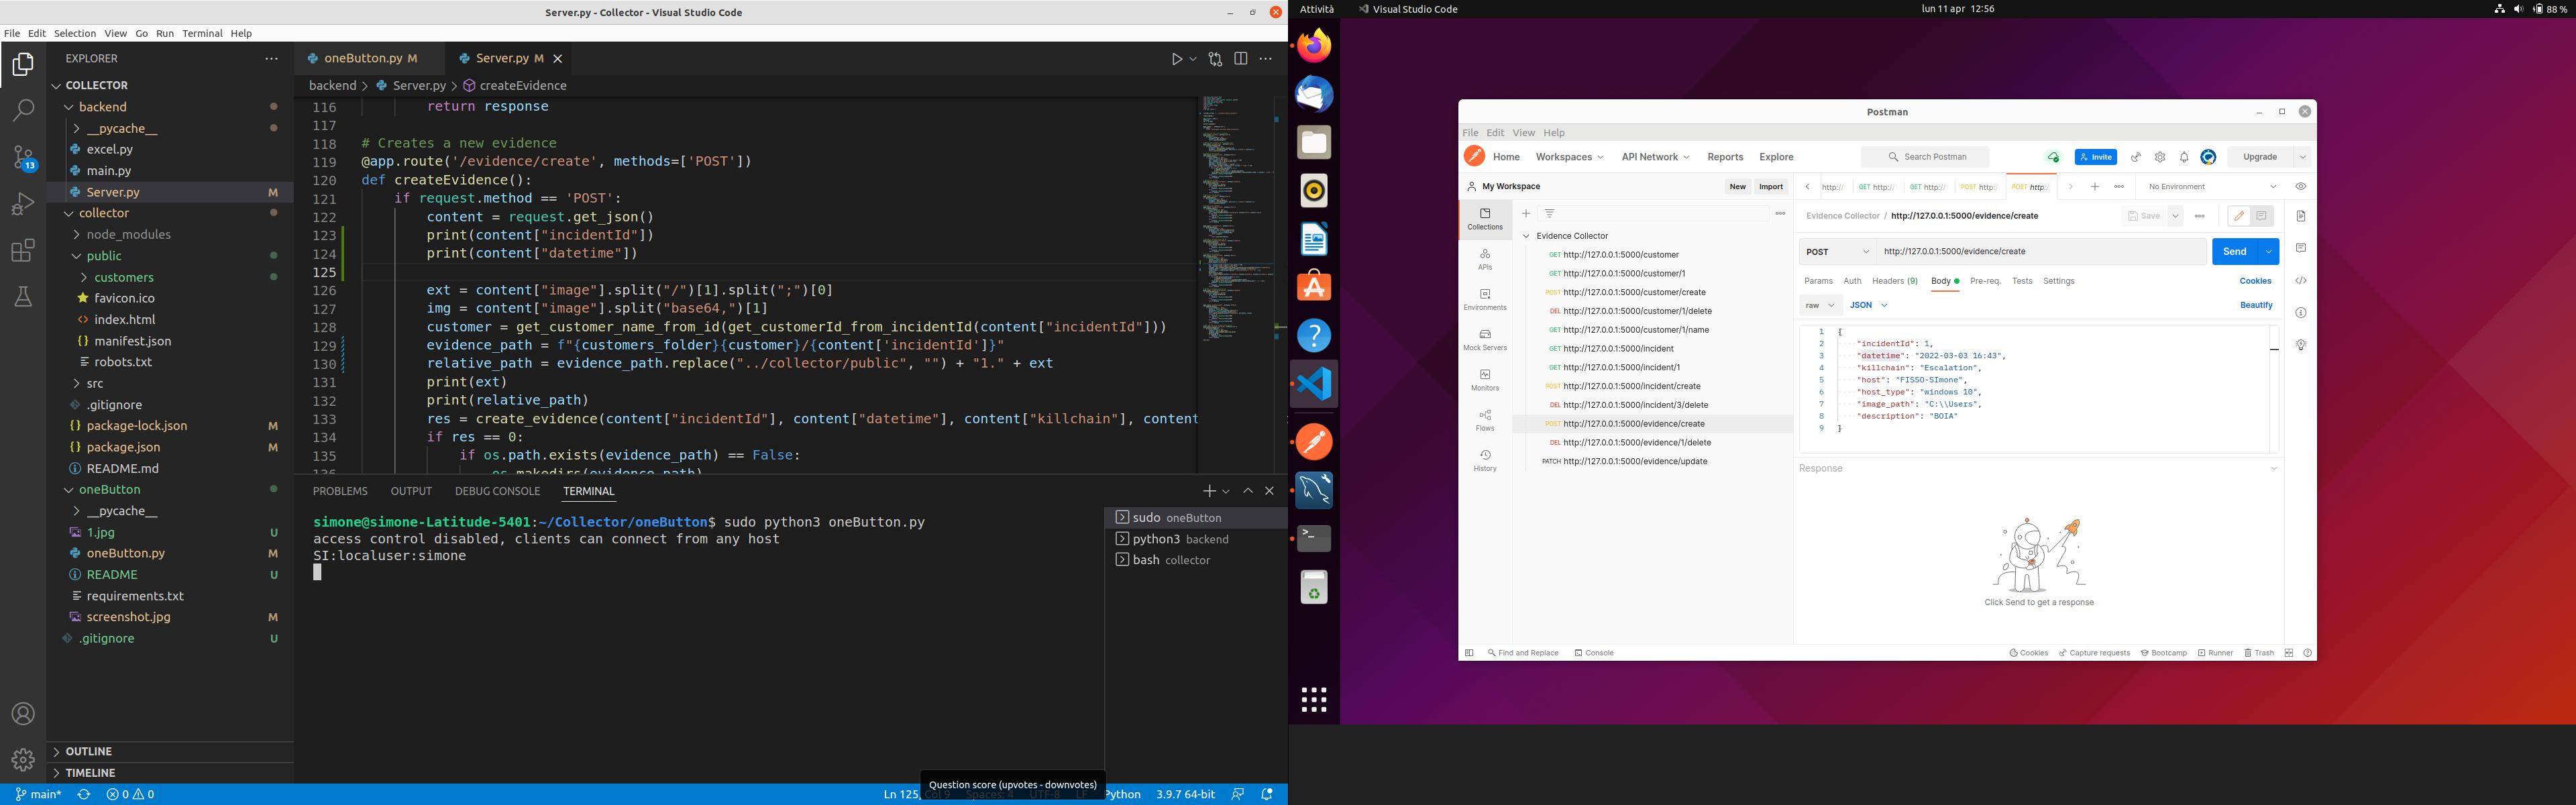 Server.py - Collector - Visual Studio Code
File Edit Selection View Go Run Terminal Help
EXPLORER
COLLECTOR
backend
__pycache__
excel.py
main.py
Server.py M
collector
node_modules
public
customers
favicon.ico
index.html
manifest.json
robots.txt
src
.gitignore
package-lock.json M
package.json M
README.md
oneButton
__pycache__
1.jpg U
oneButton.py M
README U
requirements.txt
screenshot.jpg M
.gitignore U
OUTLINE
TIMELINE
13
oneButton.py M Server.py M
backend > Server.py > createEvidence
116 return response
117
118 # Creates a new evidence
119 @app.route('/evidence/create', methods=['POST'])
120 def createEvidence():
121 if request.method == 'POST':
122 content = request.get_json()
123 print(content["incidentId"])
124 print(content["datetime"])
125
126 ext = content["image"].split("/")[1].split(";")[0]
127 img = content["image"].split("base64,")[1]
128 customer = get_customer_name_from_id(get_customerId_from_incidentId(content["incidentId"]))
129 evidence_path = f"{customers_folder}{customer}/{content['incidentId']}"
130 relative_path = evidence_path.replace("../collector/public", "") + "1." + ext
131 print(ext)
132 print(relative_path)
133 res = create_evidence(content["incidentId"], content["datetime"], content["killchain"], content
134 if res == 0:
135 if os.path.exists(evidence_path) == False:
136 os.makedirs(evidence_path)
PROBLEMS OUTPUT DEBUG CONSOLE TERMINAL
simone@simone-Latitude-5401:~/Collector/oneButton$ sudo python3 oneButton.py
access control disabled, clients can connect from any host
SI:localuser:simone
sudo oneButton
python3 backend
bash collector
Question score (upvotes - downvotes)
main* 0 0 Ln 125, Col 9 Spaces: 4 UTF-8 LF Python 3.9.7 64-bit
Attività Visual Studio Code lun 11 apr 12:56 88 %
Postman
File Edit View Help
Home Workspaces API Network Reports Explore Search Postman Invite Upgrade
My Workspace New Import
http:// GET http:// GET http:// POST http: POST http: No Environment
Collections
APIs
Environments
Mock Servers
Monitors
Flows
History
Evidence Collector
GET http://127.0.0.1:5000/customer
GET http://127.0.0.1:5000/customer/1
POST http://127.0.0.1:5000/customer/create
DEL http://127.0.0.1:5000/customer/1/delete
GET http://127.0.0.1:5000/customer/1/name
GET http://127.0.0.1:5000/incident
GET http://127.0.0.1:5000/incident/1
POST http://127.0.0.1:5000/incident/create
DEL http://127.0.0.1:5000/incident/3/delete
POST http://127.0.0.1:5000/evidence/create
DEL http://127.0.0.1:5000/evidence/1/delete
PATCH http://127.0.0.1:5000/evidence/update
Evidence Collector / http://127.0.0.1:5000/evidence/create Save
POST http://127.0.0.1:5000/evidence/create Send
Params Auth Headers (9) Body Pre-req. Tests Settings Cookies
raw JSON Beautify
1 {
2 "incidentId": 1,
3 "datetime": "2022-03-03 16:43",
4 "killchain": "Escalation",
5 "host": "FISSO-SImone",
6 "host_type": "windows 10",
7 "image_path": "C:\\Users",
8 "description": "BOIA"
9 }
Response
Click Send to get a response
Find and Replace Console Cookies Capture requests Bootcamp Runner Trash